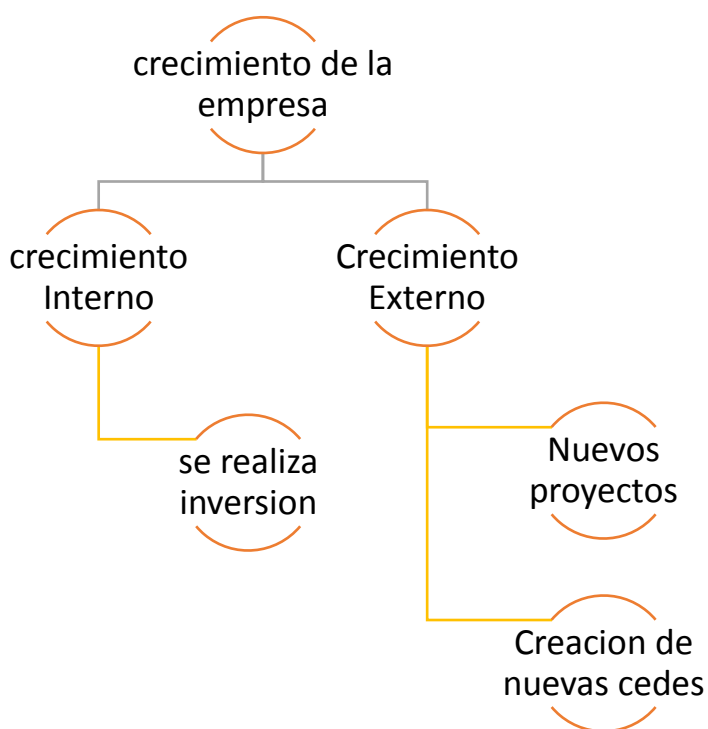 crecimiento de la
empresa
crecimiento
Interno
Crecimiento
Externo
se realiza
inversion
Nuevos
proyectos
Creacion de
nuevas cedes